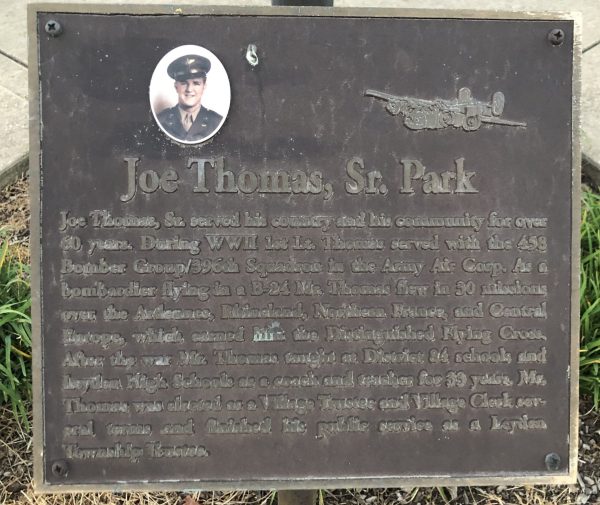 Joe Thomas, Sr. Park
Joe Thomas, Sr. served his country and his community for over
60 years. During WWII 1st Lt. Thomas served with the 458
Bomber Group/396th Squadron in the Army Air Corp. As a
bombardier flying in a B-24 Mr. Thomas flew in 30 missions
over the Ardennes, Rhineland, Northern France, and Central
Europe, which earned him the Distinguished Flying Cross.
After the war Mr. Thomas taught at District 84 schools and
Leyden High Schools as a coach and teacher for 39 years. Mr.
Thomas was elected as a Village Trustee and Village Clerk sev-
eral terms and finished his public service as a Leyden
Township Trustee.